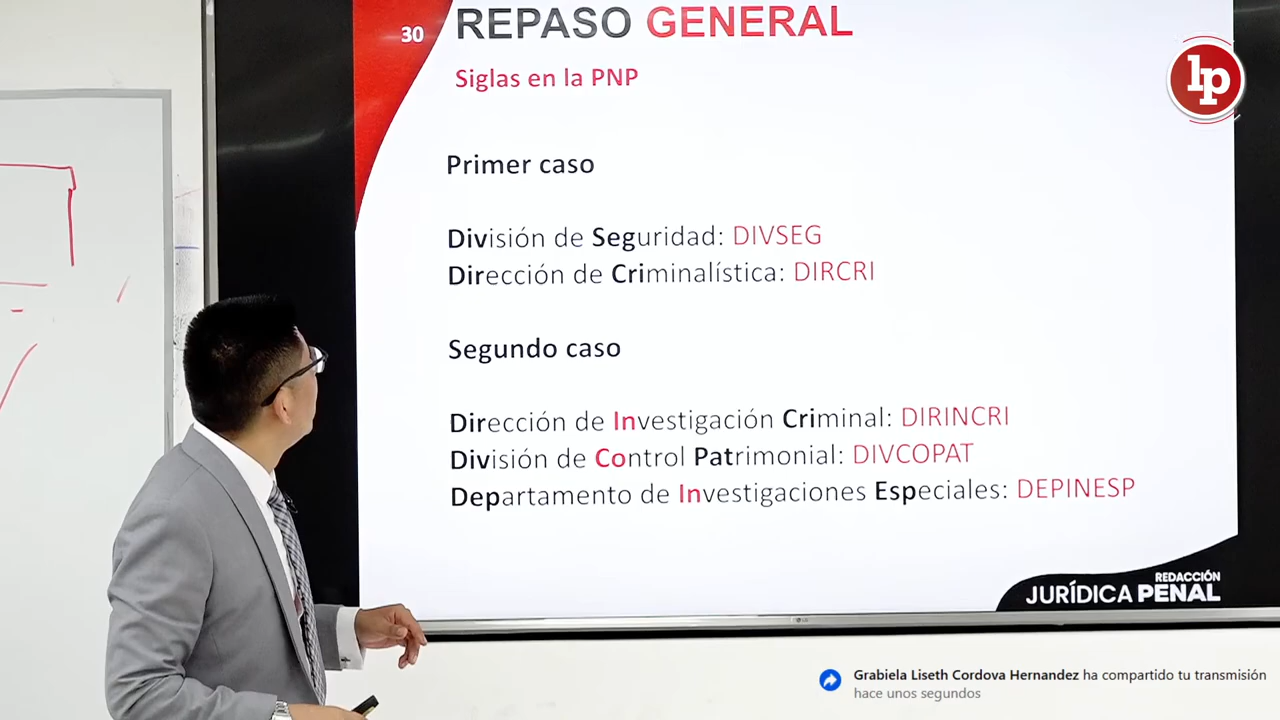 30
REPASO GENERAL
Siglas en la PNP
lp
Primer caso
División de Seguridad: DIVSEG
Dirección de Criminalística: DIRCRI
Segundo caso
Dirección de Investigación Criminal: DIRINCRI
División de Control Patrimonial: DIVCOPAT
Departamento de Investigaciones Especiales: DEPINESP
REDACCIÓN
JURÍDICA PENAL
LG
Grabiela Liseth Cordova Hernandez ha compartido tu transmisión
hace unos segundos